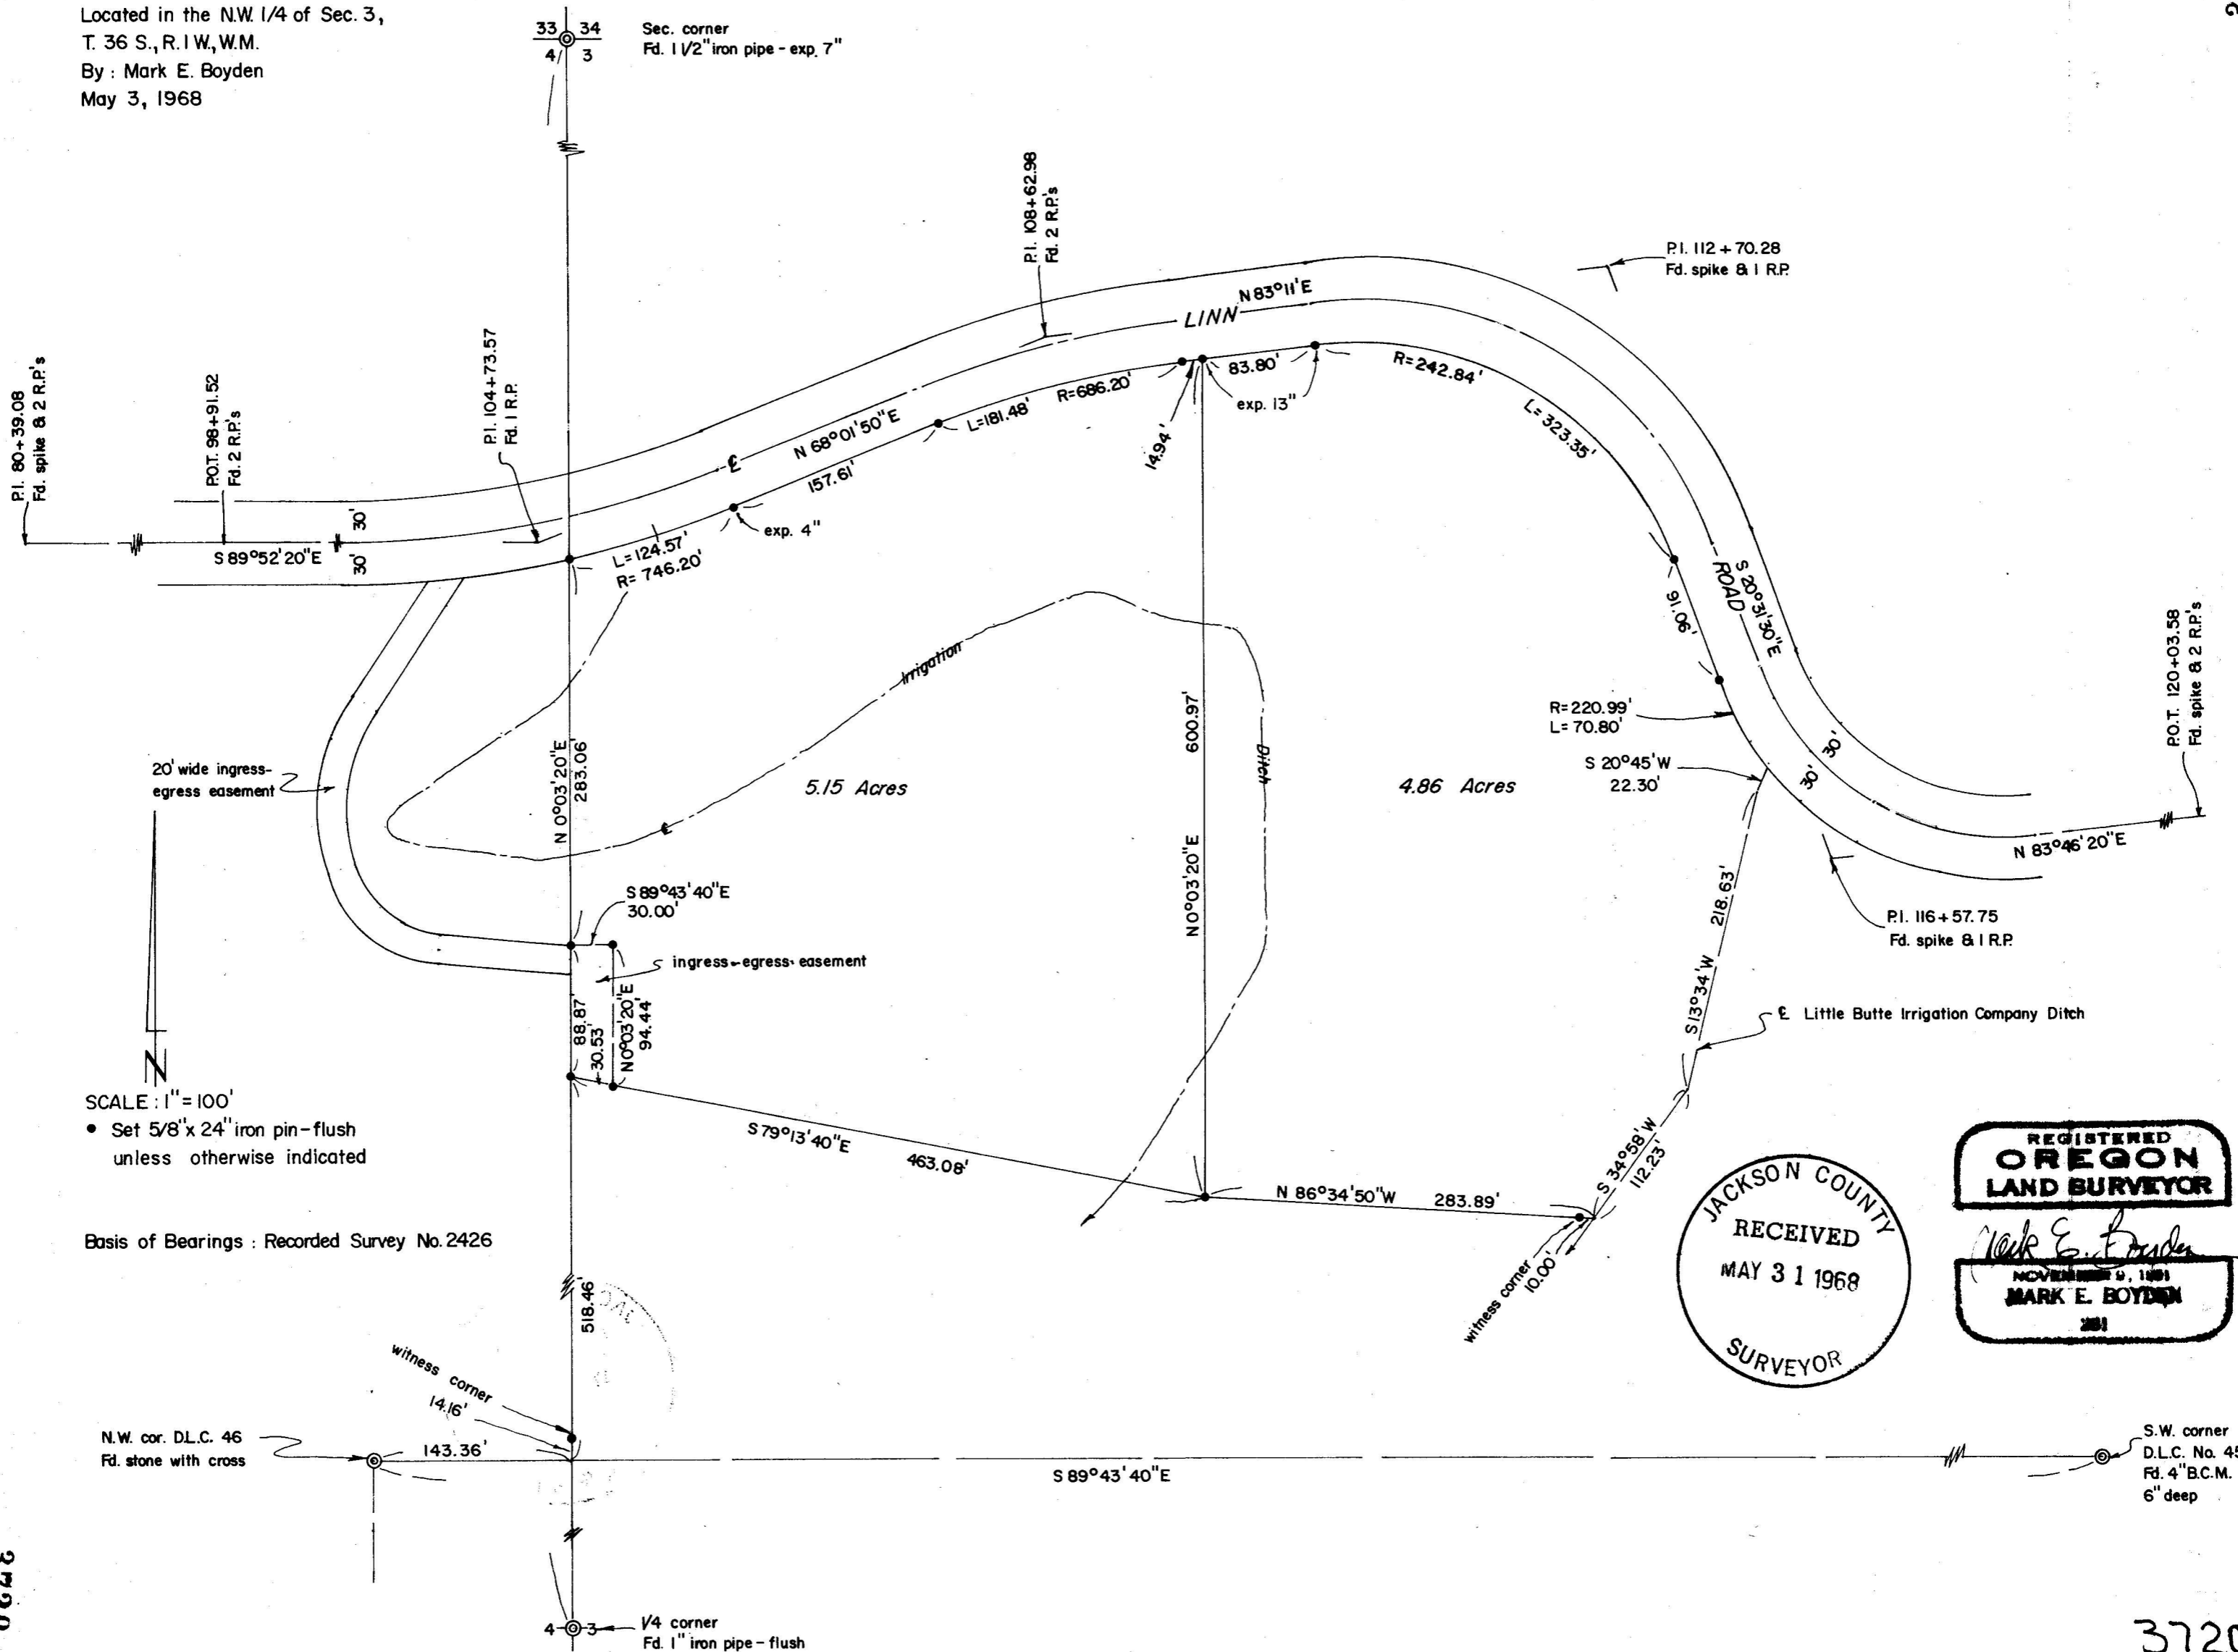 Located in the N.W. 1/4 of Sec. 3,
T. 36 S., R. 1 W., W.M.
By : Mark E. Boyden
May 3, 1968
33 34
4 3
Sec. corner
Fd. 1 1/2" iron pipe - exp. 7"
P.I. 80+39.08
Fd. spike & 2 R.P.'s
P.O.T. 98+91.52
Fd. 2 R.P.'s
P.I. 104+73.57
Fd. 1 R.P.
P.I. 108+62.98
Fd. 2 R.P.'s
P.I. 112+70.28
Fd. spike & 1 R.P.
S 89°52'20"E
30'
30'
N 68°01'50"E
157.61'
LINN
N 83°11'E
L=181.48'
R=686.20'
14.94'
83.80'
exp. 13"
R=242.84'
L=323.35'
exp. 4"
L=124.57'
R= 746.20'
91.06'
ROAD
S 20°31'30"E
R=220.99'
L= 70.80'
S 20°45'W
22.30'
30'
30'
P.O.T. 120+03.58
Fd. spike & 2 R.P.'s
N 83°46'20"E
P.I. 116+57.75
Fd. spike & 1 R.P.
Irrigation
Ditch
20' wide ingress-
egress easement
N 0°03'20"E
283.06'
5.15 Acres
600.97'
N0°03'20"E
4.86 Acres
218.63'
S13°34'W
℄ Little Butte Irrigation Company Ditch
S 89°43'40"E
30.00'
ingress-egress easement
88.87'
30.53'
N0°03'20"E
94.44'
N
SCALE : 1" = 100'
• Set 5/8" x 24" iron pin - flush
unless otherwise indicated
S 79°13'40"E
463.08'
N 86°34'50"W
283.89'
S 34°58'W
112.23'
witness corner
10.00'
JACKSON COUNTY
RECEIVED
MAY 31 1968
SURVEYOR
REGISTERED
OREGON
LAND SURVEYOR
Mark E. Boyden
MARK E. BOYDEN
Basis of Bearings : Recorded Survey No. 2426
518.46'
witness corner
14.16'
N.W. cor. D.L.C. 46
Fd. stone with cross
143.36'
S 89°43'40"E
S.W. corner
D.L.C. No. 45
Fd. 4" B.C.M.
6" deep
4 3
1/4 corner
Fd. 1" iron pipe - flush
3720